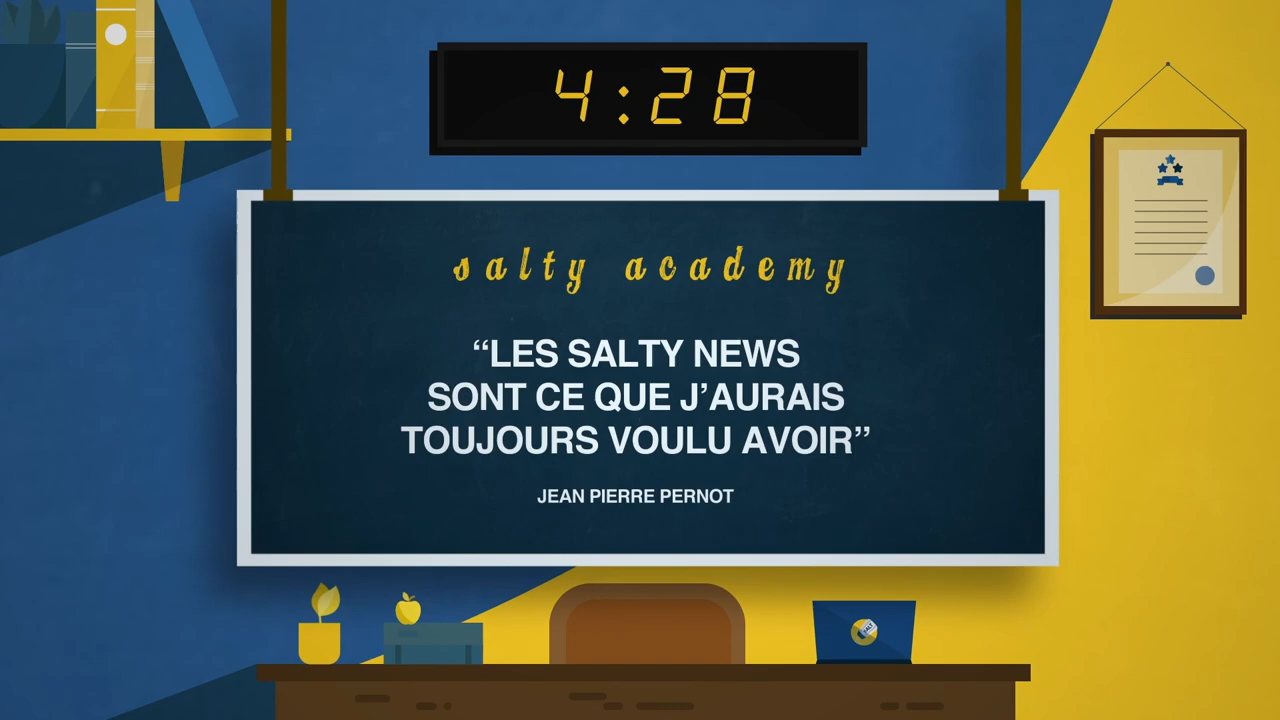 4:28
salty academy
“LES SALTY NEWS
SONT CE QUE J’AURAIS
TOUJOURS VOULU AVOIR”
JEAN PIERRE PERNOT